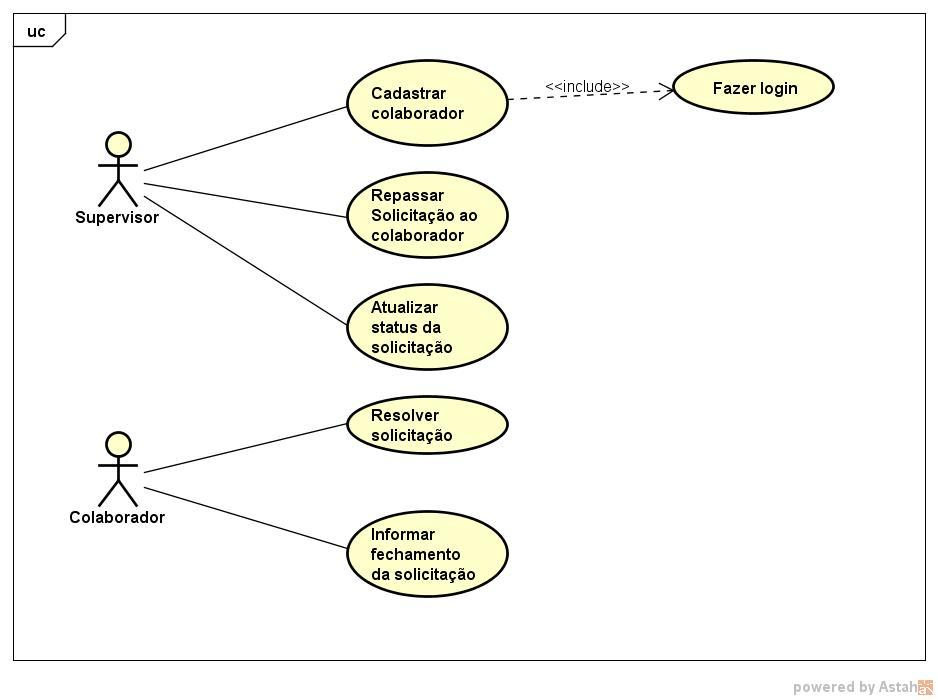 uc
Cadastrar
colaborador
<<include>>
Fazer login
Supervisor
Repassar
Solicitação ao
colaborador
Atualizar
status da
solicitação
Resolver
solicitação
Colaborador
Informar
fechamento
da solicitação
powered by Astah